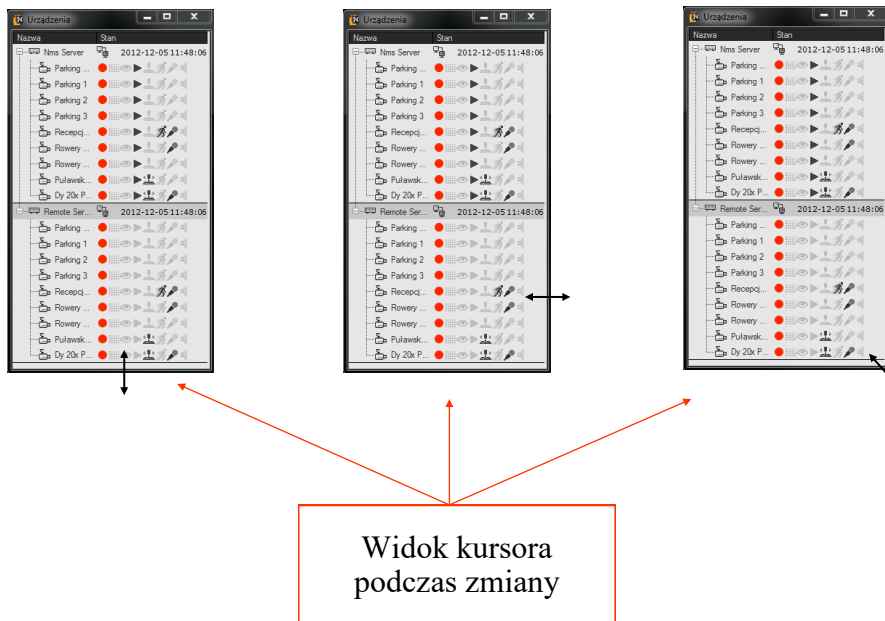 Urządzenia
Nazwa Stan
Nms Server 2012-12-05 11:48:06
Parking ...
Parking 1
Parking 2
Parking 3
Recepcj...
Rowery ...
Rowery ...
Puławsk...
Dy 20x P...
Remote Ser... 2012-12-05 11:48:06
Parking ...
Parking 1
Parking 2
Parking 3
Recepcj...
Rowery ...
Rowery ...
Puławsk...
Dy 20x P...
Urządzenia
Nazwa Stan
Nms Server 2012-12-05 11:48:06
Parking ...
Parking 1
Parking 2
Parking 3
Recepcj...
Rowery ...
Rowery ...
Puławsk...
Dy 20x P...
Remote Ser... 2012-12-05 11:48:06
Parking ...
Parking 1
Parking 2
Parking 3
Recepcj...
Rowery ...
Rowery ...
Puławsk...
Dy 20x P...
Urządzenia
Nazwa Stan
Nms Server 2012-12-05 11:48:06
Parking ...
Parking 1
Parking 2
Parking 3
Recepcj...
Rowery ...
Rowery ...
Puławsk...
Dy 20x P...
Remote Ser... 2012-12-05 11:48:06
Parking ...
Parking 1
Parking 2
Parking 3
Recepcj...
Rowery ...
Rowery ...
Puławsk...
Dy 20x P...
Widok kursora
podczas zmiany